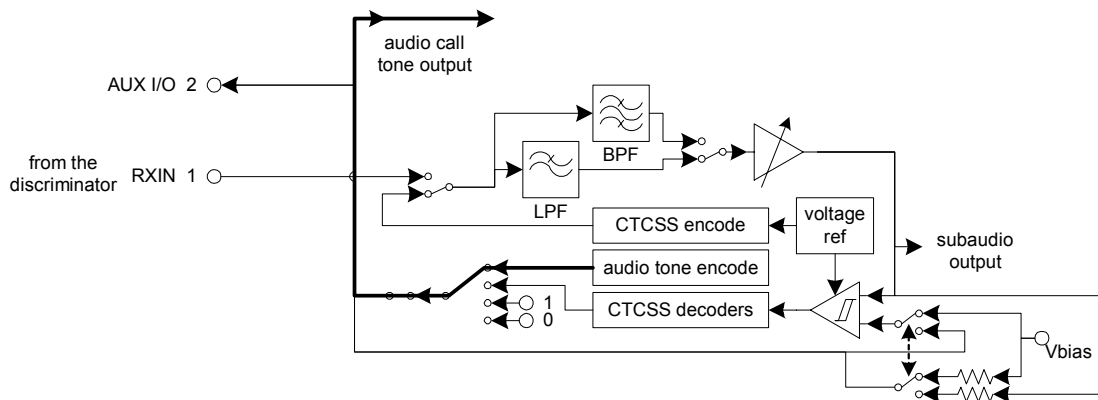 audio call
tone output
AUX I/O 2
from the
discriminator
RXIN 1
BPF
LPF
CTCSS encode
voltage
ref
subaudio
output
audio tone encode
CTCSS decoders
1
0
Vbias